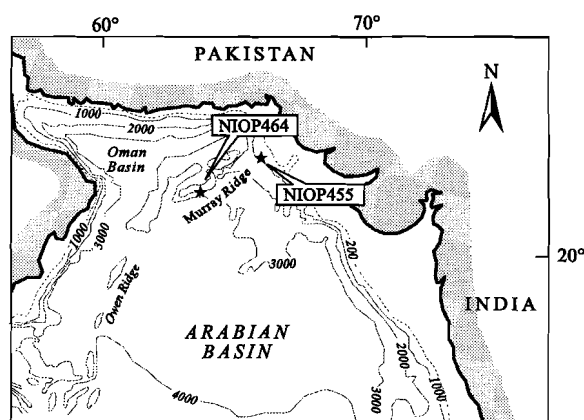 60°
70°
PAKISTAN
N
1000
2000
NIOP464
Oman
Basin
Murray Ridge
NIOP455
1000
3000
200
3000
20°
Owen Ridge
INDIA
ARABIAN
BASIN
2000
1000
3000
4000